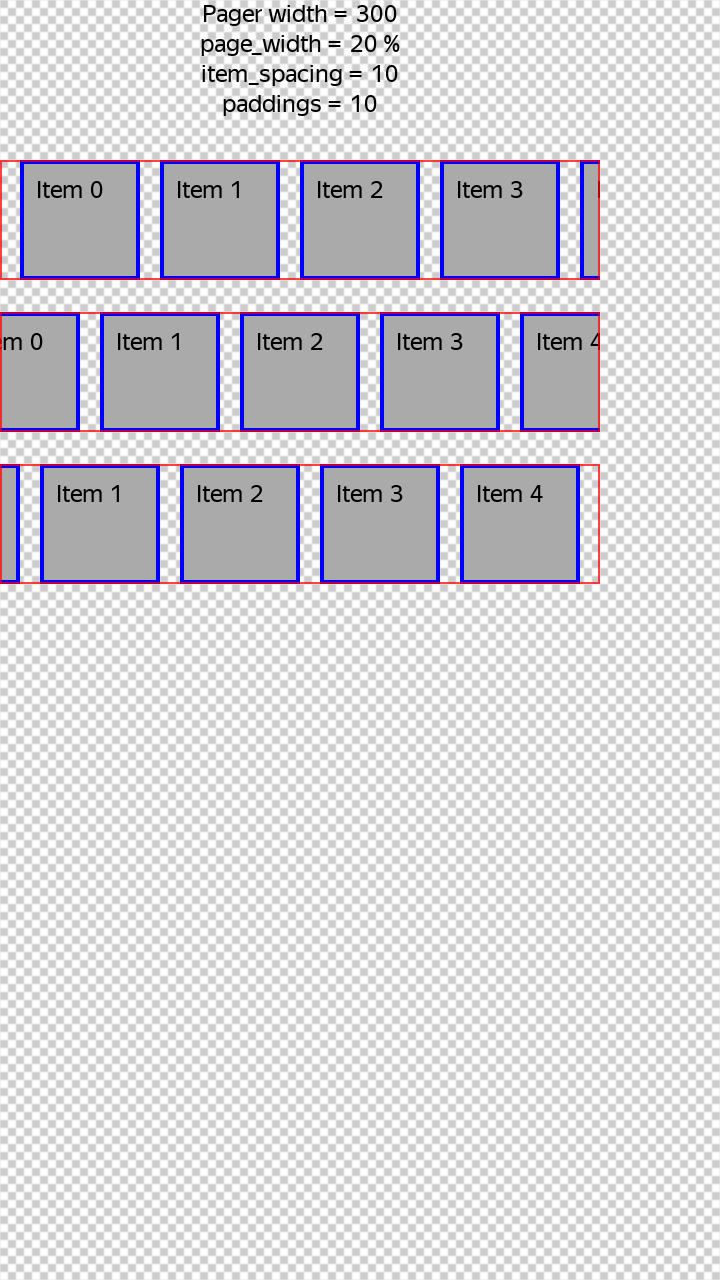 Pager width = 300
page_width = 20 %
item_spacing = 10
paddings = 10
Item 0 Item 1 Item 2 Item 3
em 0 Item 1 Item 2 Item 3 Item 4
Item 1 Item 2 Item 3 Item 4